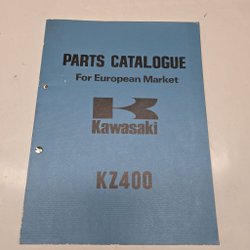 PARTS CATALOGUE
For European Market
Kawasaki
KZ400